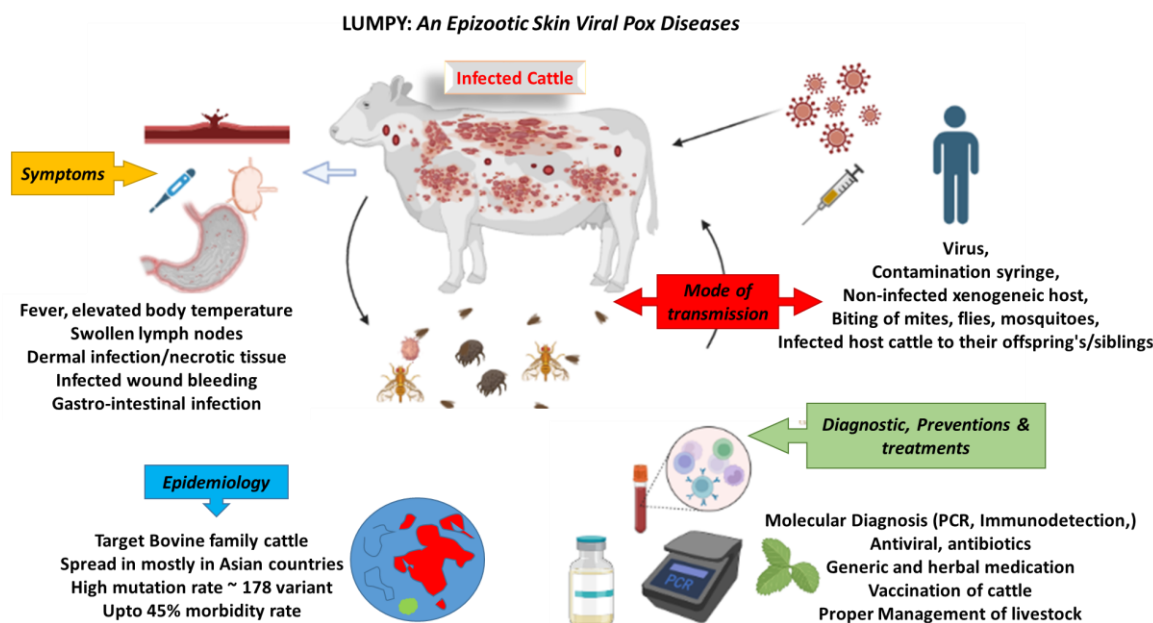 LUMPY: An Epizootic Skin Viral Pox Diseases
Infected Cattle
Symptoms
Fever, elevated body temperature
Swollen lymph nodes
Dermal infection/necrotic tissue
Infected wound bleeding
Gastro-intestinal infection
Mode of
transmission
Virus,
Contamination syringe,
Non-infected xenogeneic host,
Biting of mites, flies, mosquitoes,
Infected host cattle to their offspring's/siblings
Epidemiology
Target Bovine family cattle
Spread in mostly in Asian countries
High mutation rate ~ 178 variant
Upto 45% morbidity rate
Diagnostic, Preventions &
treatments
PCR
Molecular Diagnosis (PCR, Immunodetection,)
Antiviral, antibiotics
Generic and herbal medication
Vaccination of cattle
Proper Management of livestock